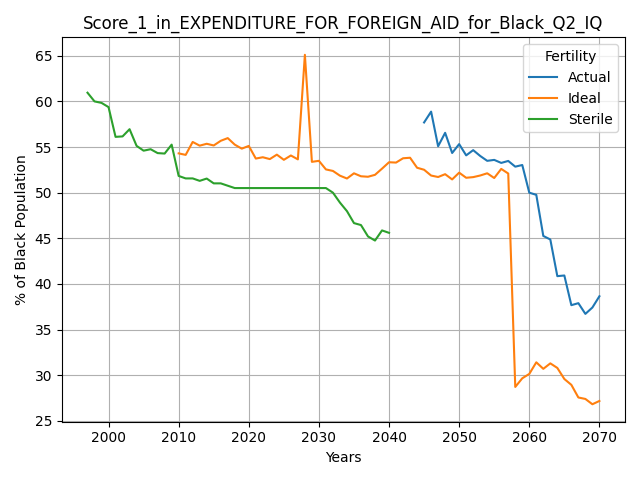 Score_1_in_EXPENDITURE_FOR_FOREIGN_AID_for_Black_Q2_IQ
% of Black Population
65
60
55
50
45
40
35
30
25
Fertility
Actual
Ideal
Sterile
2000
2010
2020
2030
2040
2050
2060
2070
Years